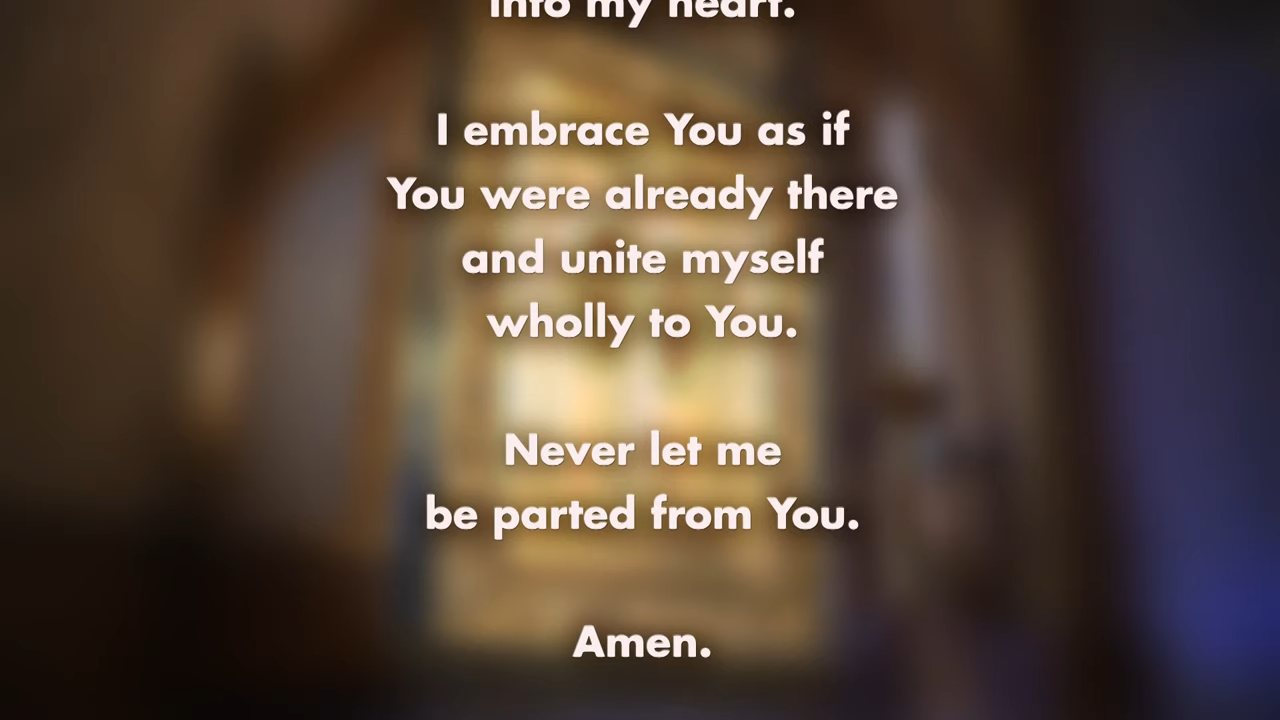 into my heart.
I embrace You as if
You were already there
and unite myself
wholly to You.
Never let me
be parted from You.
Amen.